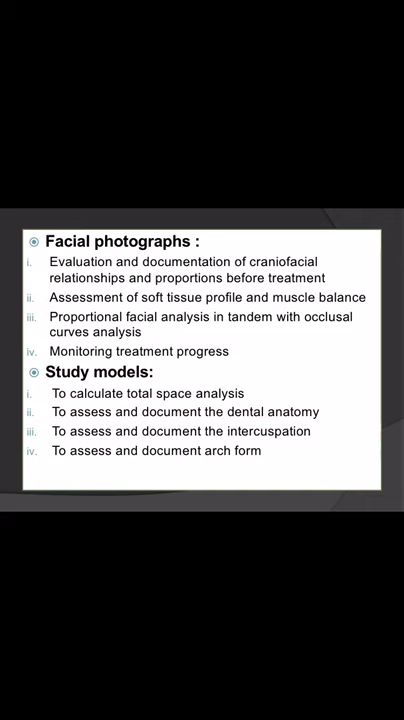 Facial photographs :
i. Evaluation and documentation of craniofacial
relationships and proportions before treatment
ii. Assessment of soft tissue profile and muscle balance
iii. Proportional facial analysis in tandem with occlusal
curves analysis
iv. Monitoring treatment progress
Study models:
i. To calculate total space analysis
ii. To assess and document the dental anatomy
iii. To assess and document the intercuspation
iv. To assess and document arch form